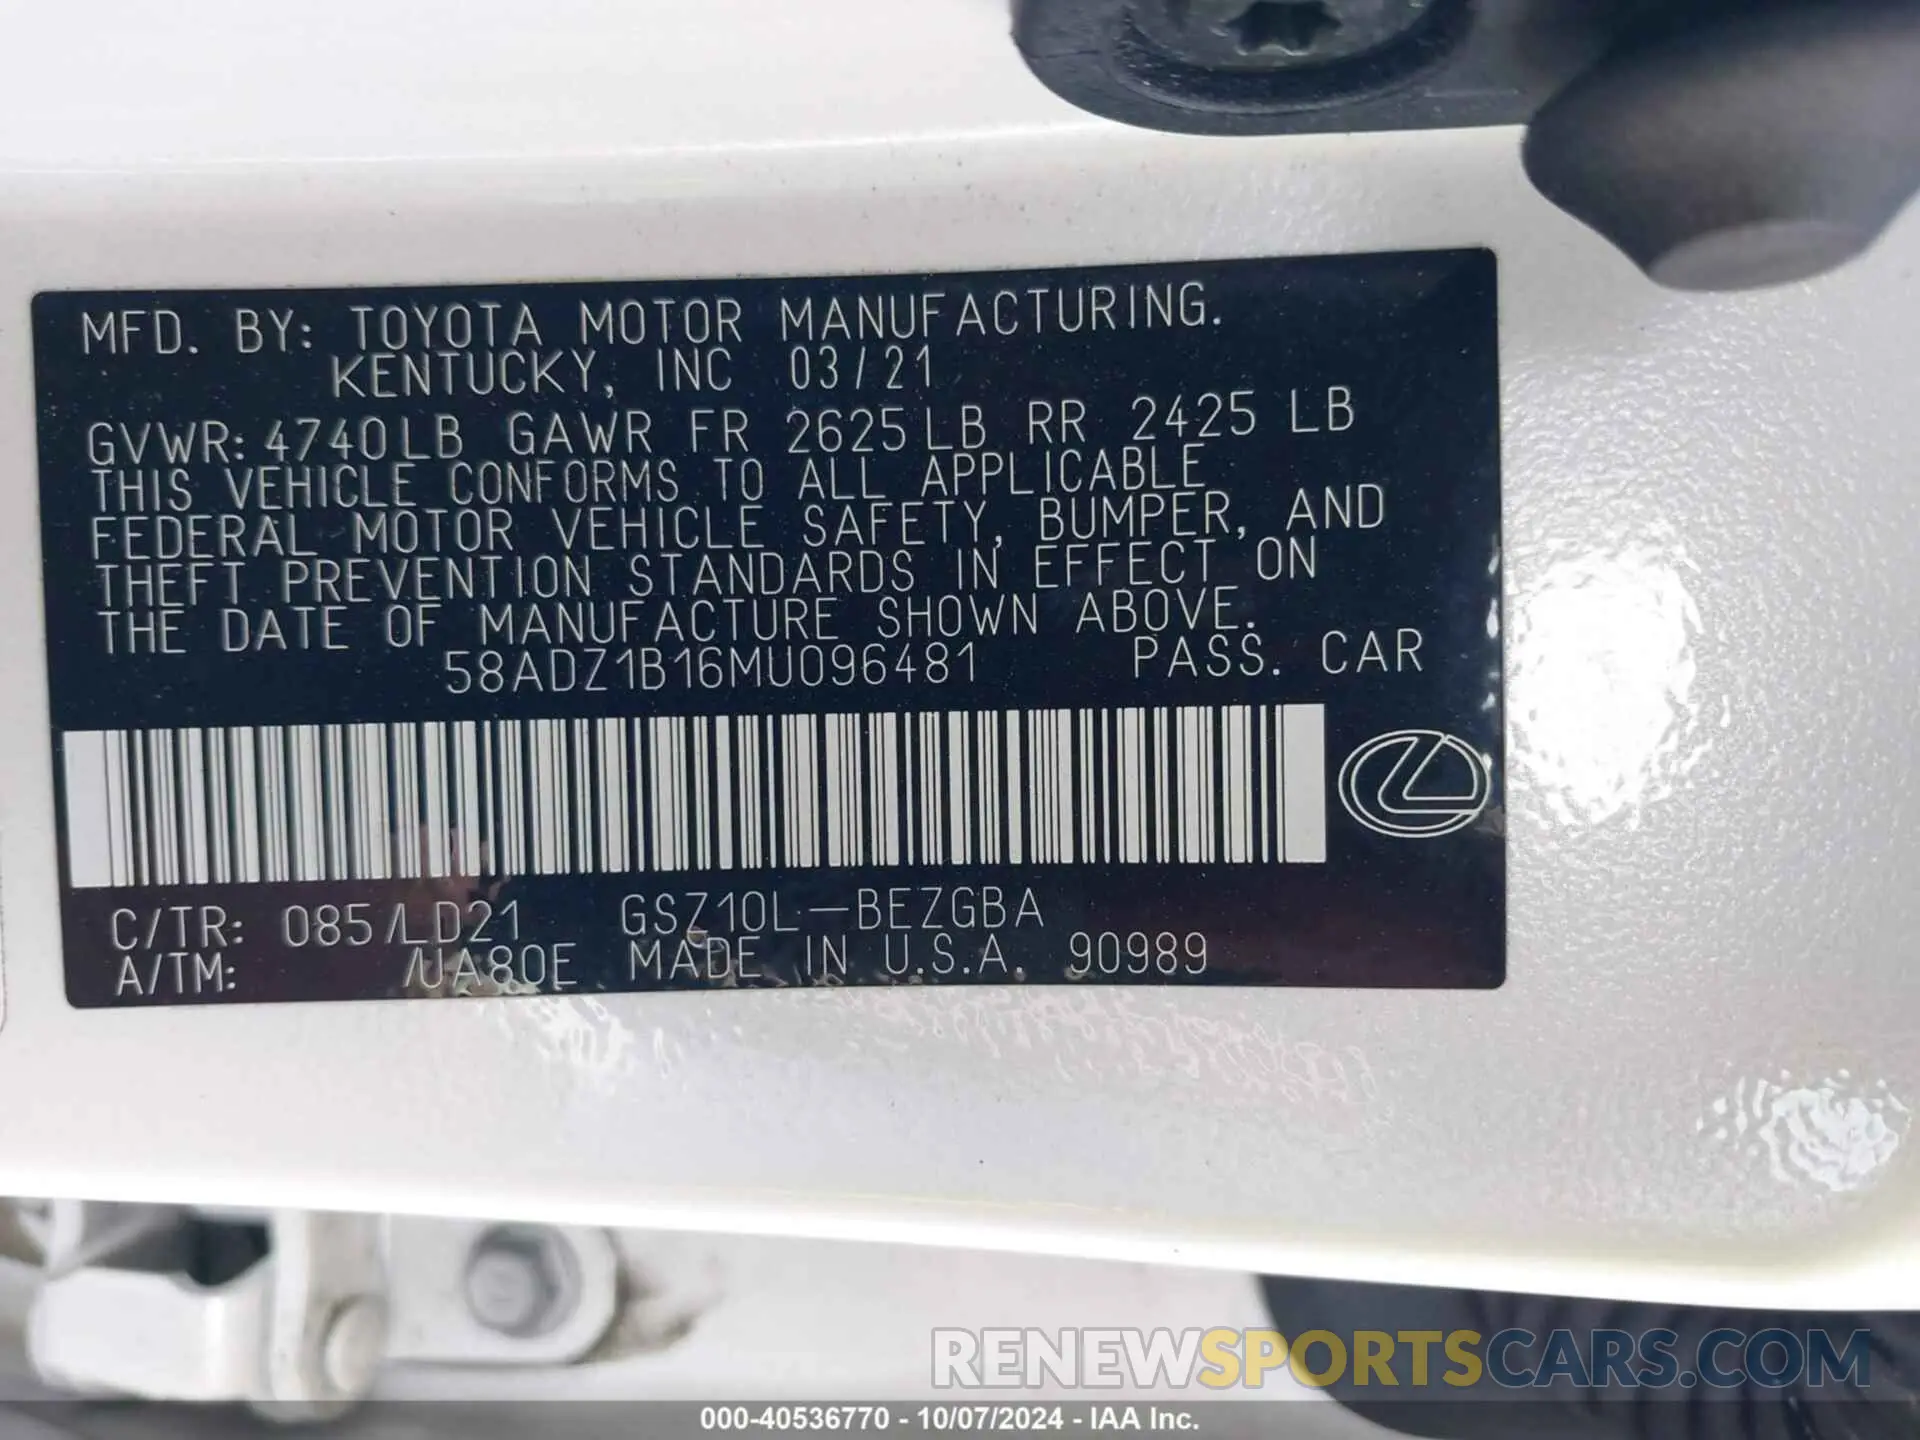 MFD. BY: TOYOTA MOTOR MANUFACTURING.
KENTUCKY, INC 03/21
GVWR: 4740LB GAWR FR 2625LB RR 2425 LB
THIS VEHICLE CONFORMS TO ALL APPLICABLE
FEDERAL MOTOR VEHICLE SAFETY, BUMPER, AND
THEFT PREVENTION STANDARDS IN EFFECT ON
THE DATE OF MANUFACTURE SHOWN ABOVE.
58ADZ1B16MU096481 PASS. CAR
C/TR: 085/LD21 GSZ10L-BEZGBA
A/TM: /UA80E MADE IN U.S.A. 90989
RENEWSPORTSCARS.COM
000-40536770 - 10/07/2024 - IAA Inc.